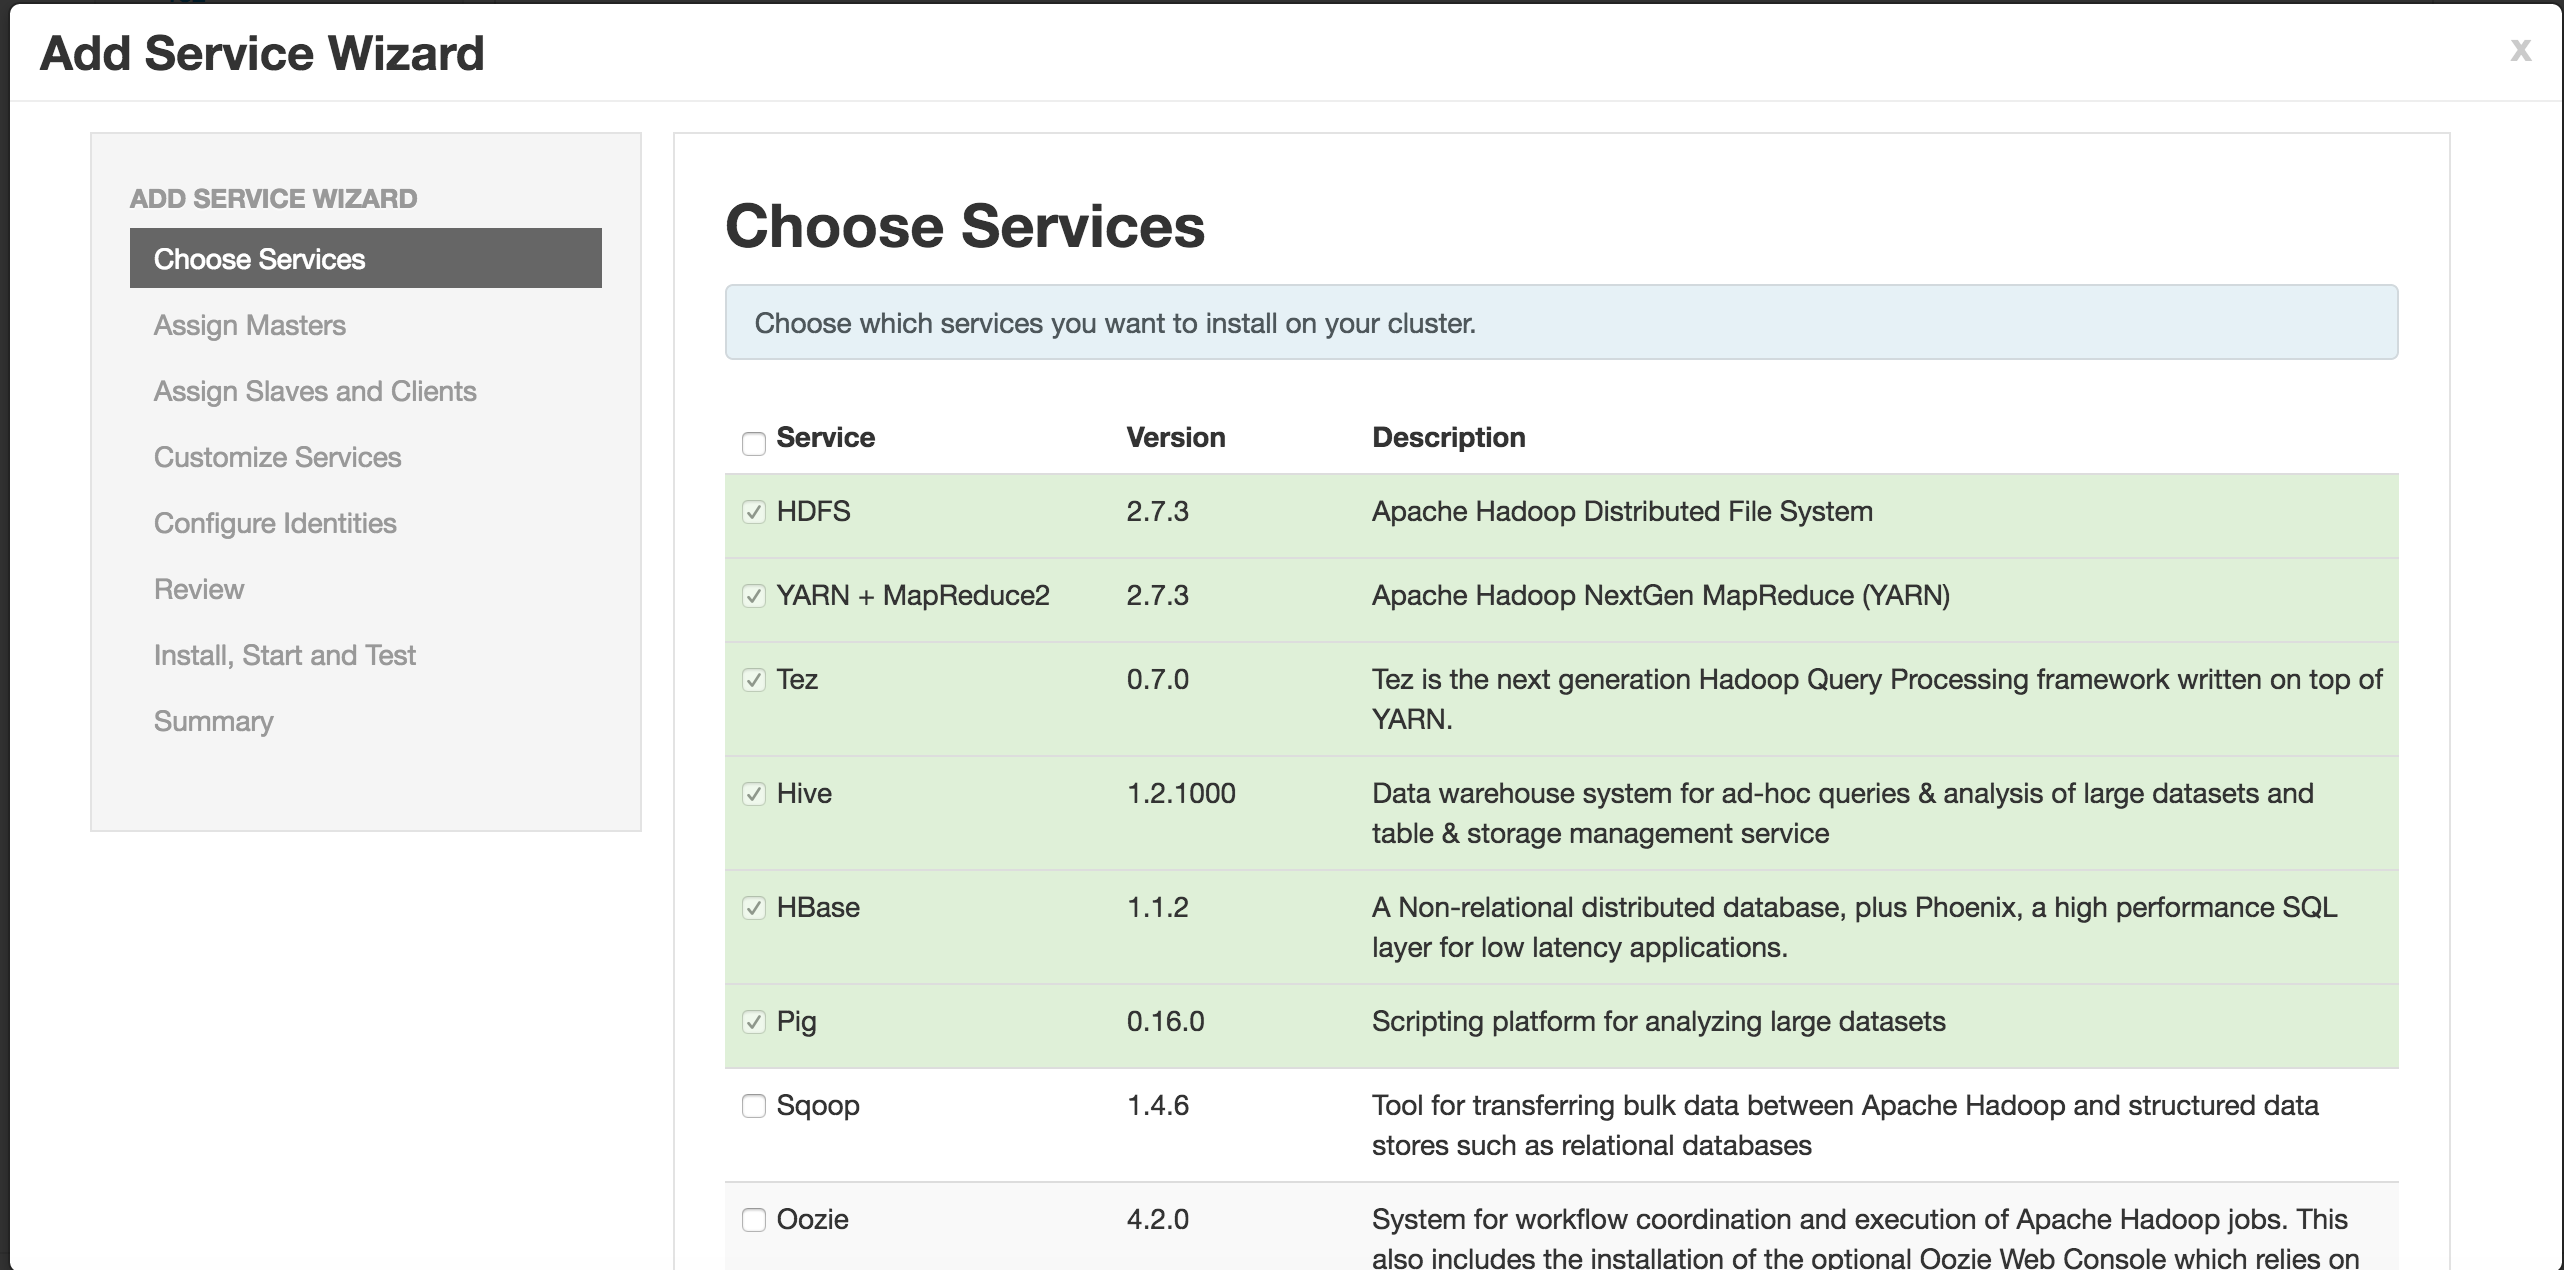 Add Service Wizard
x
ADD SERVICE WIZARD
Choose Services
Assign Masters
Assign Slaves and Clients
Customize Services
Configure Identities
Review
Install, Start and Test
Summary
Choose Services
Choose which services you want to install on your cluster.
Service Version Description
HDFS 2.7.3 Apache Hadoop Distributed File System
YARN + MapReduce2 2.7.3 Apache Hadoop NextGen MapReduce (YARN)
Tez 0.7.0 Tez is the next generation Hadoop Query Processing framework written on top of
YARN.
Hive 1.2.1000 Data warehouse system for ad-hoc queries & analysis of large datasets and
table & storage management service
HBase 1.1.2 A Non-relational distributed database, plus Phoenix, a high performance SQL
layer for low latency applications.
Pig 0.16.0 Scripting platform for analyzing large datasets
Sqoop 1.4.6 Tool for transferring bulk data between Apache Hadoop and structured data
stores such as relational databases
Oozie 4.2.0 System for workflow coordination and execution of Apache Hadoop jobs. This
also includes the installation of the optional Oozie Web Console which relies on